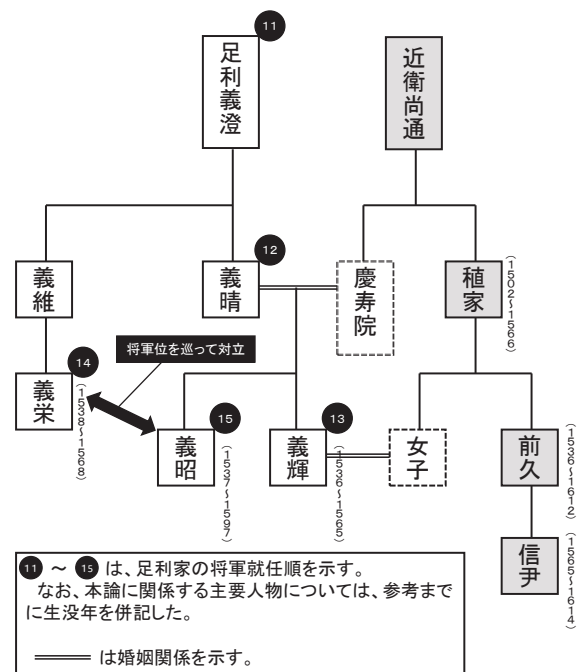 11
足利義澄
近衛尚通
12
義維
義晴
慶寿院
稙家
(1502~1566)
将軍位を巡って対立
14
義栄
(1538~1568)
15
義昭
(1537~1597)
13
義輝
(1536~1565)
女子
前久
(1536~1612)
信尹
(1565~1614)
11 ~ 15 は、足利家の将軍就任順を示す。
なお、本論に関係する主要人物については、参考まで
に生没年を併記した。
は婚姻関係を示す。